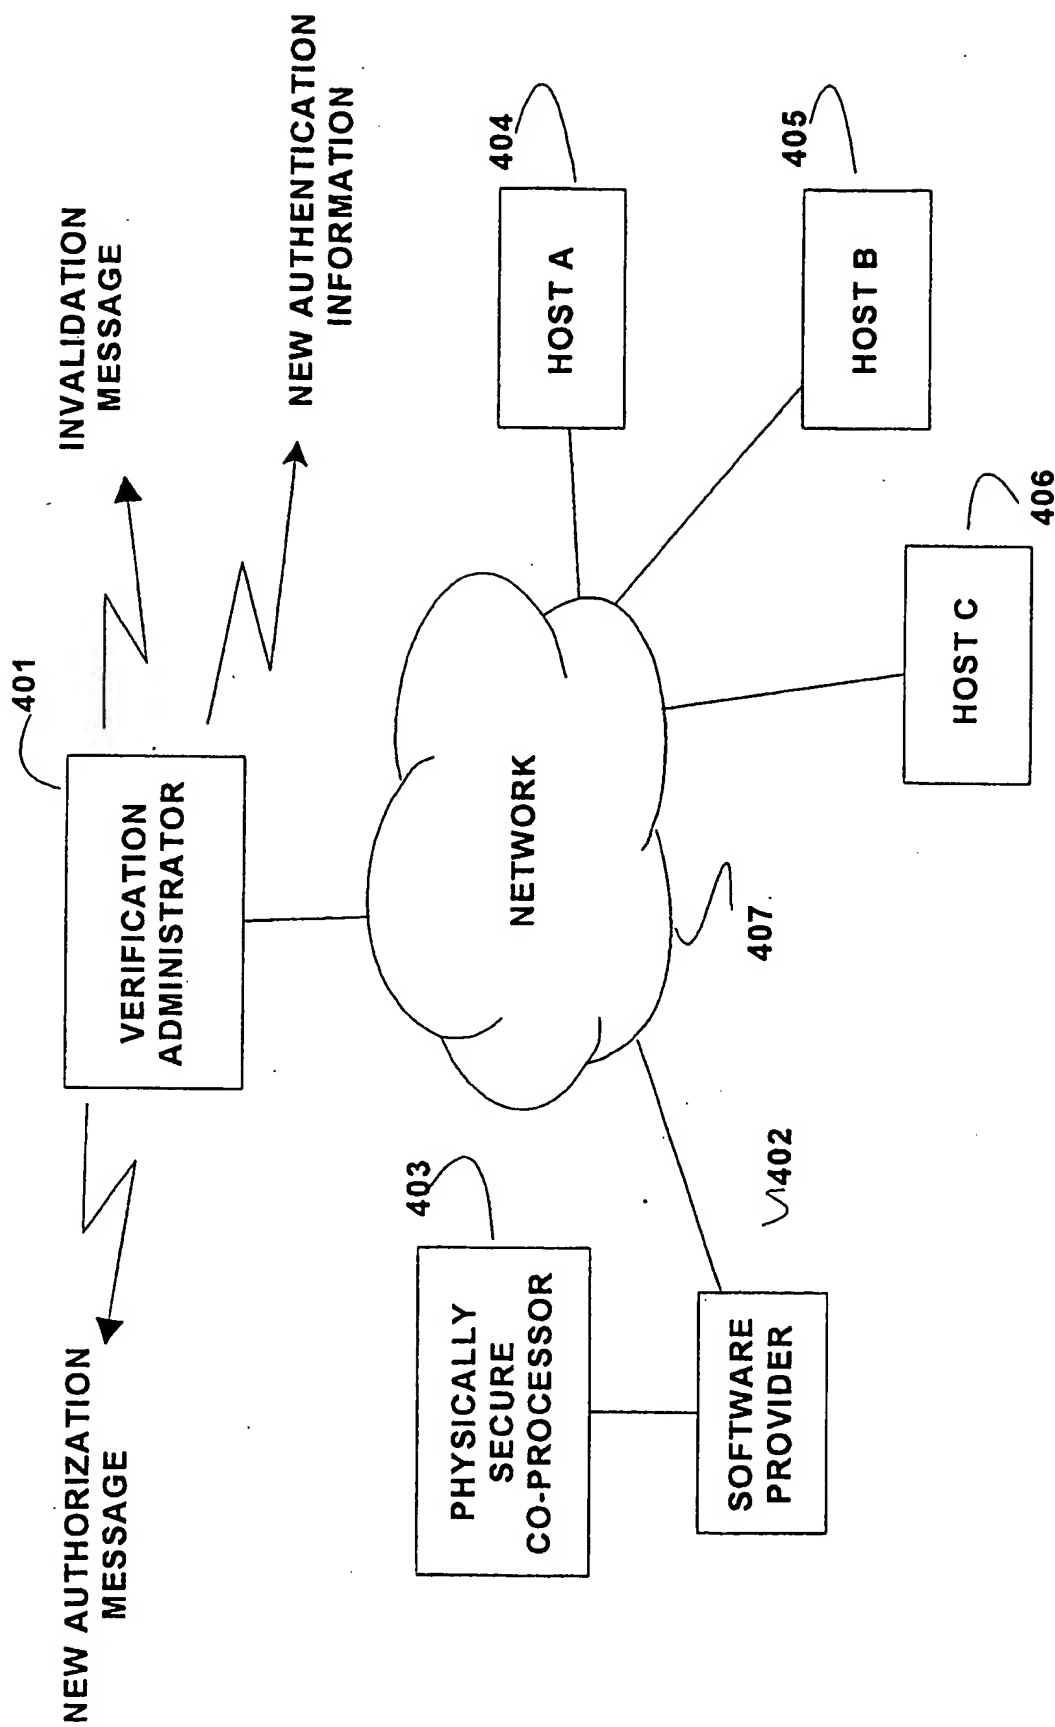 NEW AUTHORIZATION
MESSAGE
401
VERIFICATION
ADMINISTRATOR
INVALIDATION
MESSAGE
NEW AUTHENTICATION
INFORMATION
403
PHYSICALLY
SECURE
CO-PROCESSOR
NETWORK
404
HOST A
402
SOFTWARE
PROVIDER
407
405
HOST B
HOST C
406